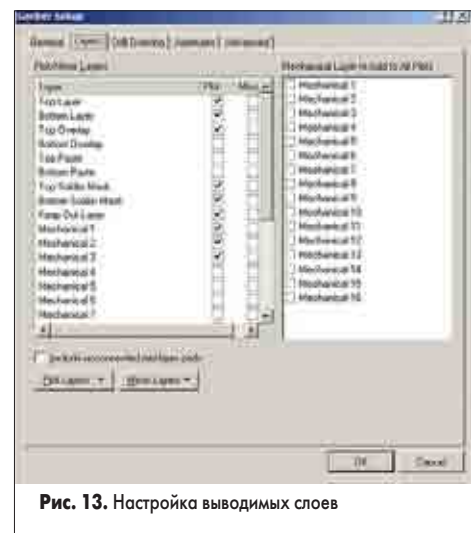 Gerber Setup
General Layers Drill Drawing Apertures Advanced
Plot/Mirror Layers
Mechanical Layers to Add to All Plots
Layer Plot
Top Layer
Bottom Layer
Top Overlay
Bottom Overlay
Top Paste
Bottom Paste
Top Solder Mask
Bottom Solder Mask
Keep Out Layer
Mechanical 1
Mechanical 2
Mechanical 3
Mechanical 4
Mechanical 5
Mechanical 6
Mechanical 7
Mechanical 1
Mechanical 2
Mechanical 3
Mechanical 4
Mechanical 5
Mechanical 6
Mechanical 7
Mechanical 8
Mechanical 9
Mechanical 10
Mechanical 11
Mechanical 12
Mechanical 13
Mechanical 14
Mechanical 15
Mechanical 16
Include unconnected mid-layer pads
Plot Layers Mirror Layers
OK Cancel
Рис. 13. Настройка выводимых слоев